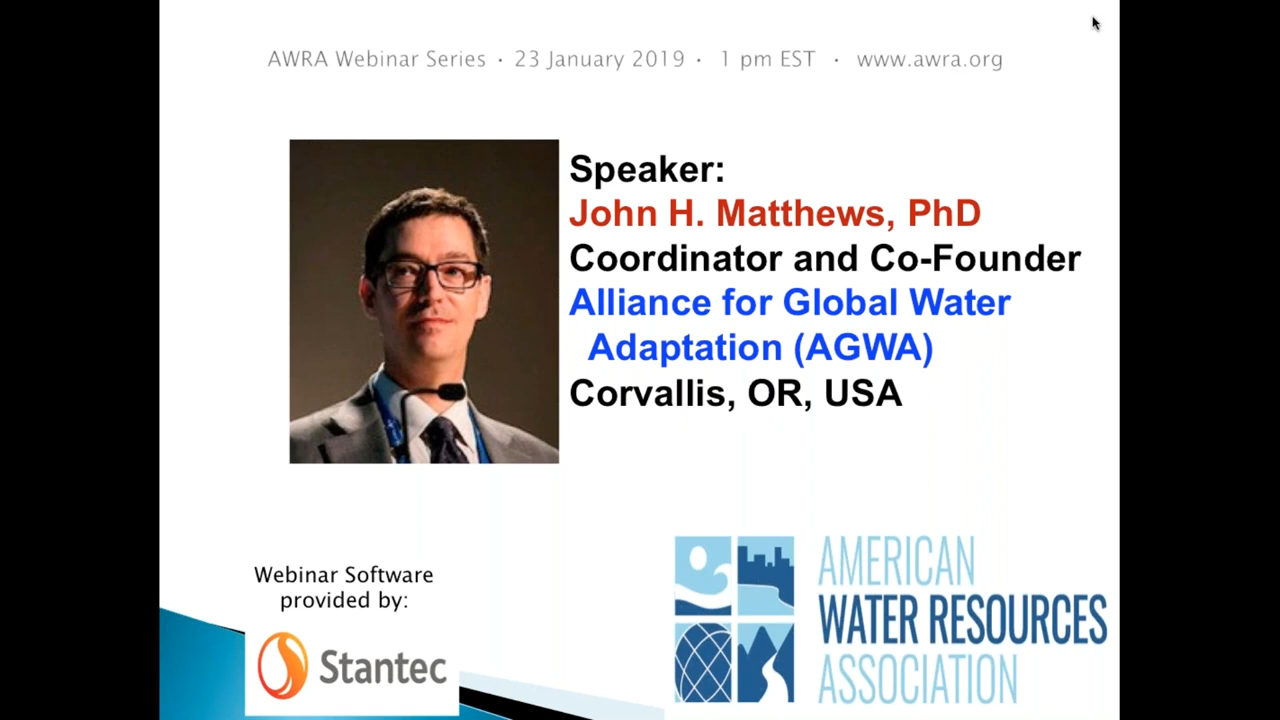 AWRA Webinar Series • 23 January 2019 • 1 pm EST • www.awra.org
Speaker:
John H. Matthews, PhD
Coordinator and Co-Founder
Alliance for Global Water
Adaptation (AGWA)
Corvallis, OR, USA
Webinar Software
provided by:
Stantec
AMERICAN
WATER RESOURCES
ASSOCIATION